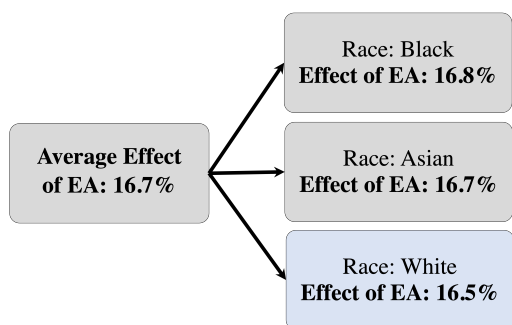 Average Effect
of EA: 16.7%
Race: Black
Effect of EA: 16.8%
Race: Asian
Effect of EA: 16.7%
Race: White
Effect of EA: 16.5%